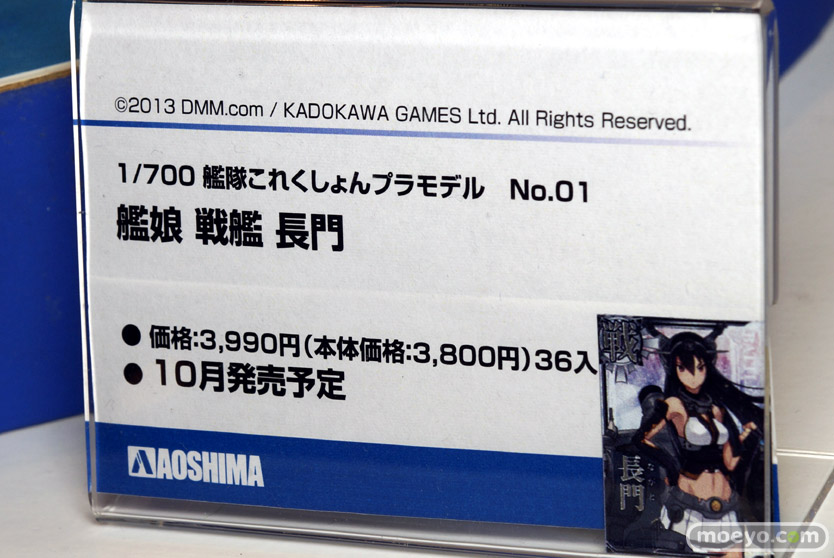 ©2013 DMM.com / KADOKAWA GAMES Ltd. All Rights Reserved.
1/700 艦隊これくしょんプラモデル No.01
艦娘 戦艦 長門
● 価格:3,990円(本体価格:3,800円)36入
● 10月発売予定
AOSHIMA
戦
長門
moeyo.com